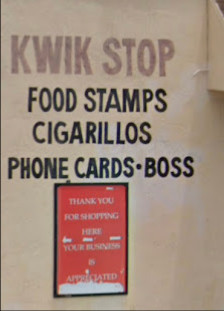 KWIK STOP
FOOD STAMPS
CIGARILLOS
PHONE CARDS•BOSS
THANK YOU
FOR SHOPPING
HERE
YOUR BUSINESS
IS
APPRECIATED